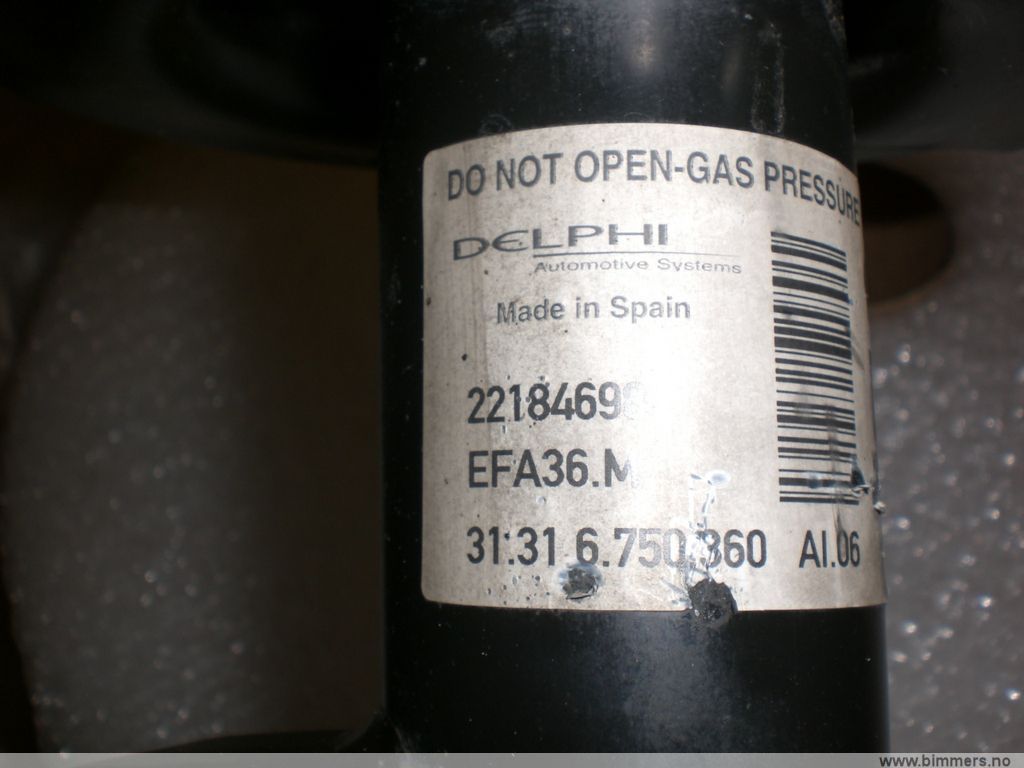 DO NOT OPEN-GAS PRESSURE
DELPHI
Automotive Systems
Made in Spain
EFA36.M
31.31 6.750.360 AI.06
www.bimmers.no